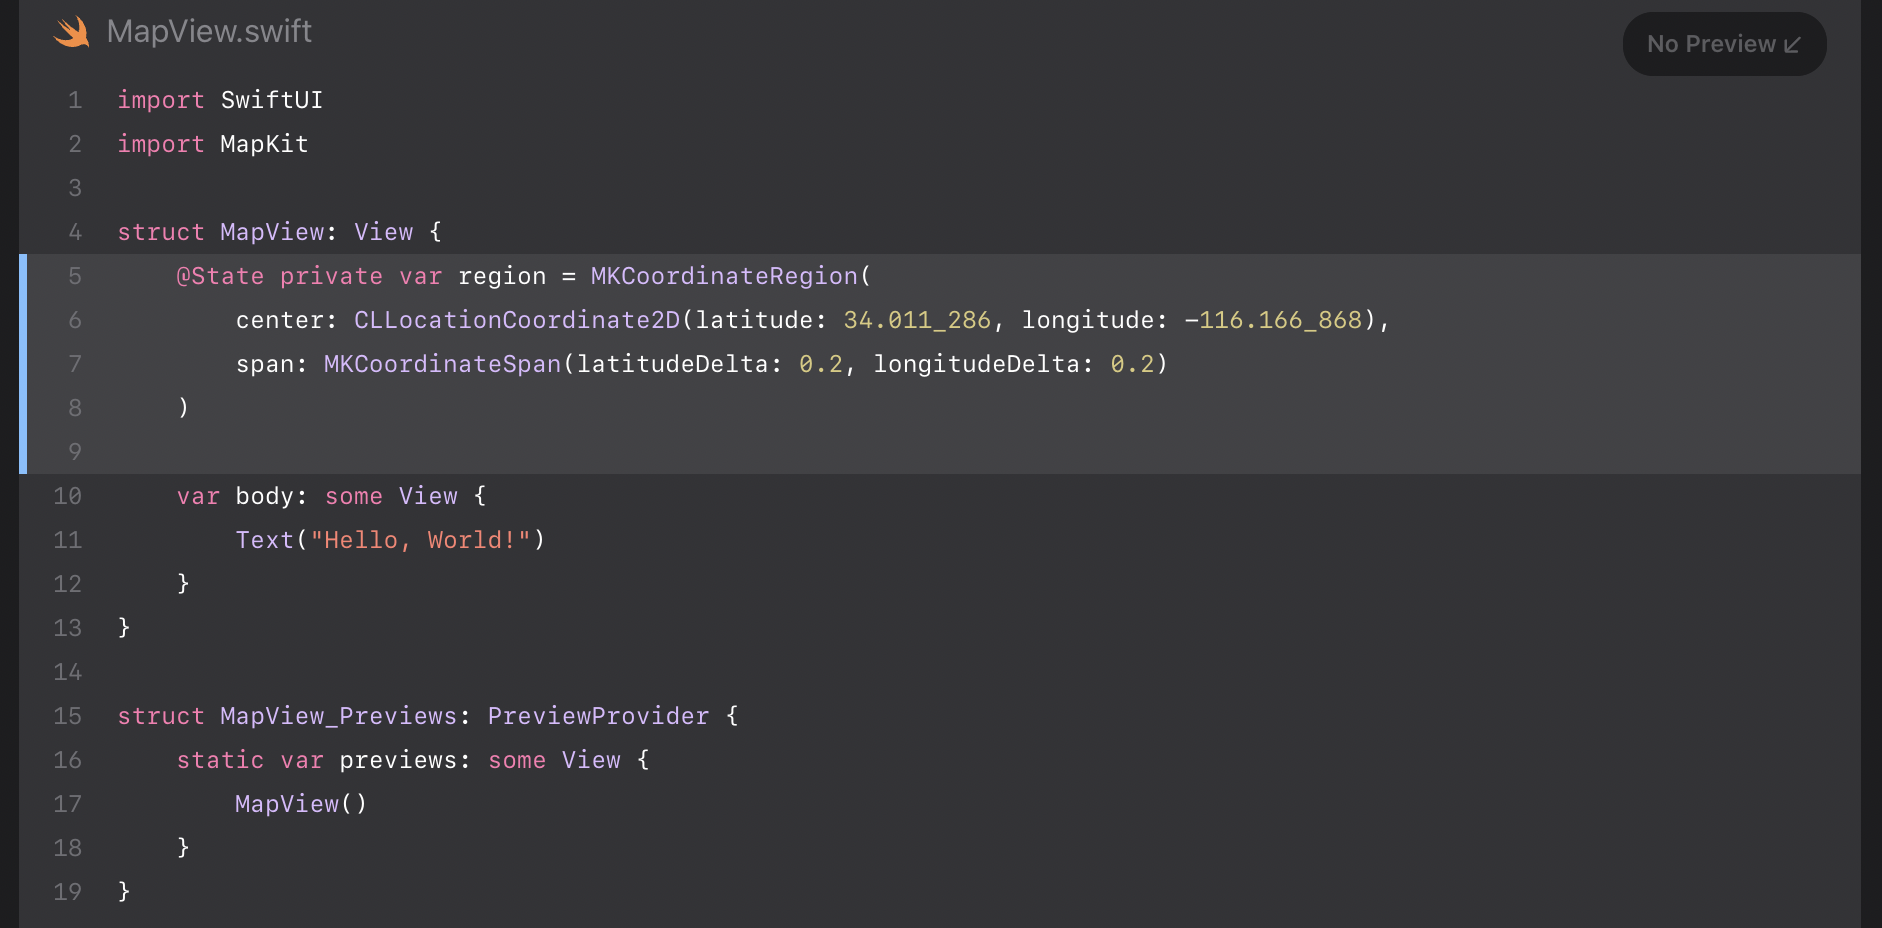 MapView.swift
No Preview
1 import SwiftUI
2 import MapKit
3
4 struct MapView: View {
5     @State private var region = MKCoordinateRegion(
6         center: CLLocationCoordinate2D(latitude: 34.011_286, longitude: -116.166_868),
7         span: MKCoordinateSpan(latitudeDelta: 0.2, longitudeDelta: 0.2)
8     )
9
10     var body: some View {
11         Text("Hello, World!")
12     }
13 }
14
15 struct MapView_Previews: PreviewProvider {
16     static var previews: some View {
17         MapView()
18     }
19 }